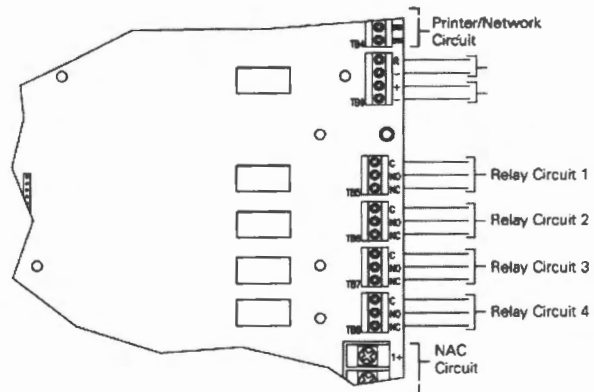 Printer/Network
Circuit
TB4
R
–
+
–
TB9
C
NO
NC
TB5
Relay Circuit 1
C
NO
NC
TB6
Relay Circuit 2
C
NO
NC
TB7
Relay Circuit 3
C
NO
NC
TB8
Relay Circuit 4
1+
NAC
Circuit